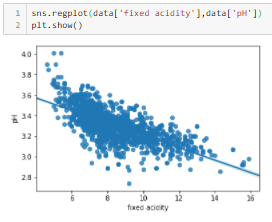 1 sns.regplot(data['fixed acidity'],data['pH'])
2 plt.show()
4.0
3.8
3.6
3.4
3.2
3.0
2.8
pH
6 8 10 12 14 16
fixed acidity